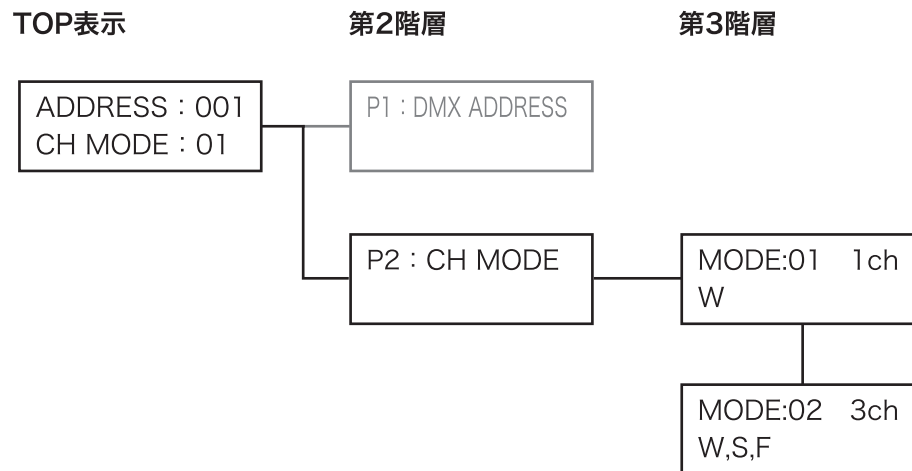 TOP表示
第2階層
第3階層
ADDRESS：001
CH MODE：01
P1：DMX ADDRESS
P2：CH MODE
MODE:01　1ch
W
MODE:02　3ch
W,S,F